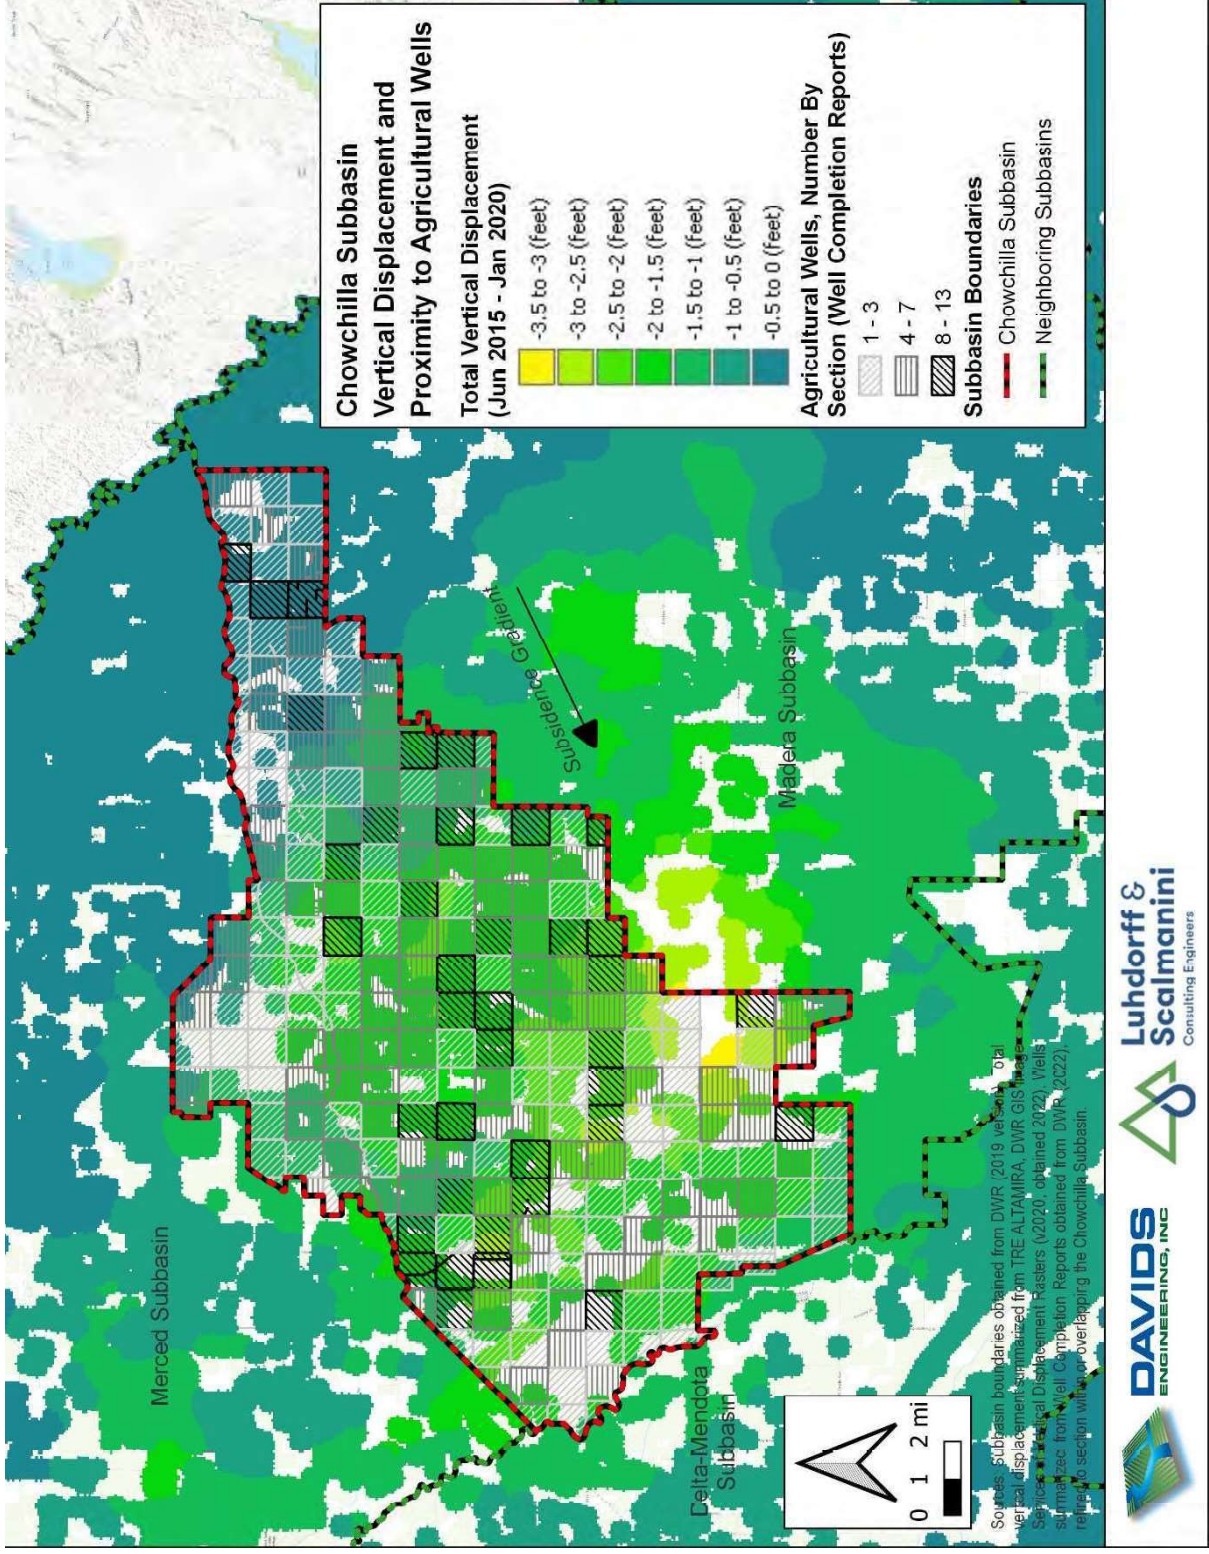 Chowchilla Subbasin
Vertical Displacement and
Proximity to Agricultural Wells
Total Vertical Displacement
(Jun 2015 - Jan 2020)
-3.5 to -3 (feet)
-3 to -2.5 (feet)
-2.5 to -2 (feet)
-2 to -1.5 (feet)
-1.5 to -1 (feet)
-1 to -0.5 (feet)
-0.5 to 0 (feet)
Agricultural Wells, Number By
Section (Well Completion Reports)
1 - 3
4 - 7
8 - 13
Subbasin Boundaries
Chowchilla Subbasin
Neighboring Subbasins
Merced Subbasin
Subsidence Gradient
Madera Subbasin
Delta-Mendota
Subbasin
0 1 2 mi
Sources: Subbasin boundaries obtained from DWR (2019 version). Total
vertical displacement summarized from TRE ALTAMIRA, DWR GIS Image
Services Vertical Displacement Rasters (v2020, obtained 2022). Wells
summarized from Well Completion Reports obtained from DWR (2022),
refined to section within or overlapping the Chowchilla Subbasin.
DAVIDS
ENGINEERING, INC
Luhdorff &
Scalmanini
Consulting Engineers